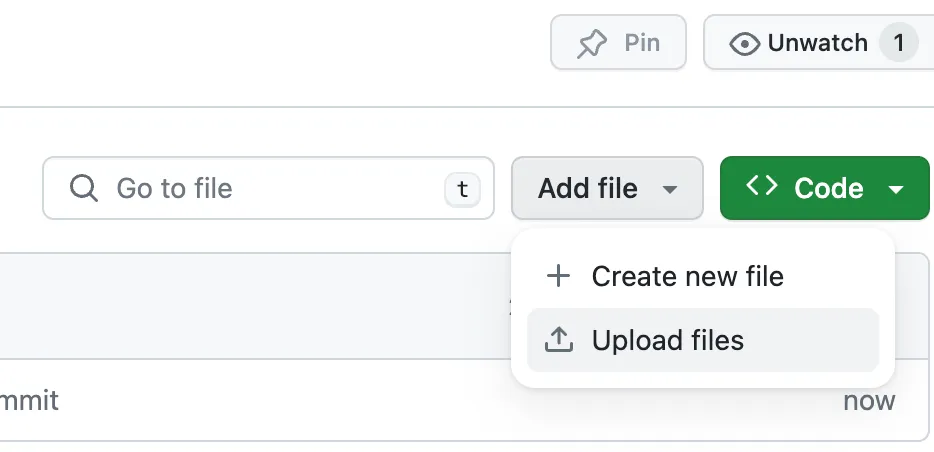 Pin
Unwatch 1
Go to file t
Add file
Code
Create new file
Upload files
mmit
now